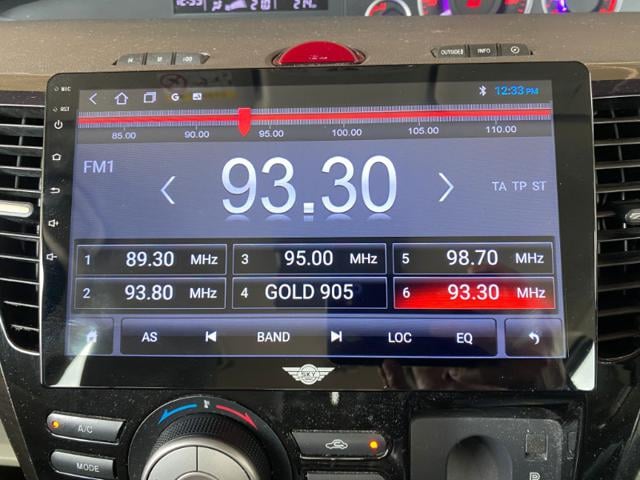 OUTSIDE INFO
MIC
RST
G 12:33 PM
85.00 90.00 95.00 100.00 105.00 110.00
FM1
93.30
TA TP ST
1 89.30 MHz 3 95.00 MHz 5 98.70 MHz
2 93.80 MHz 4 GOLD 905 6 93.30 MHz
AS BAND LOC EQ
SKY
A/C
MODE